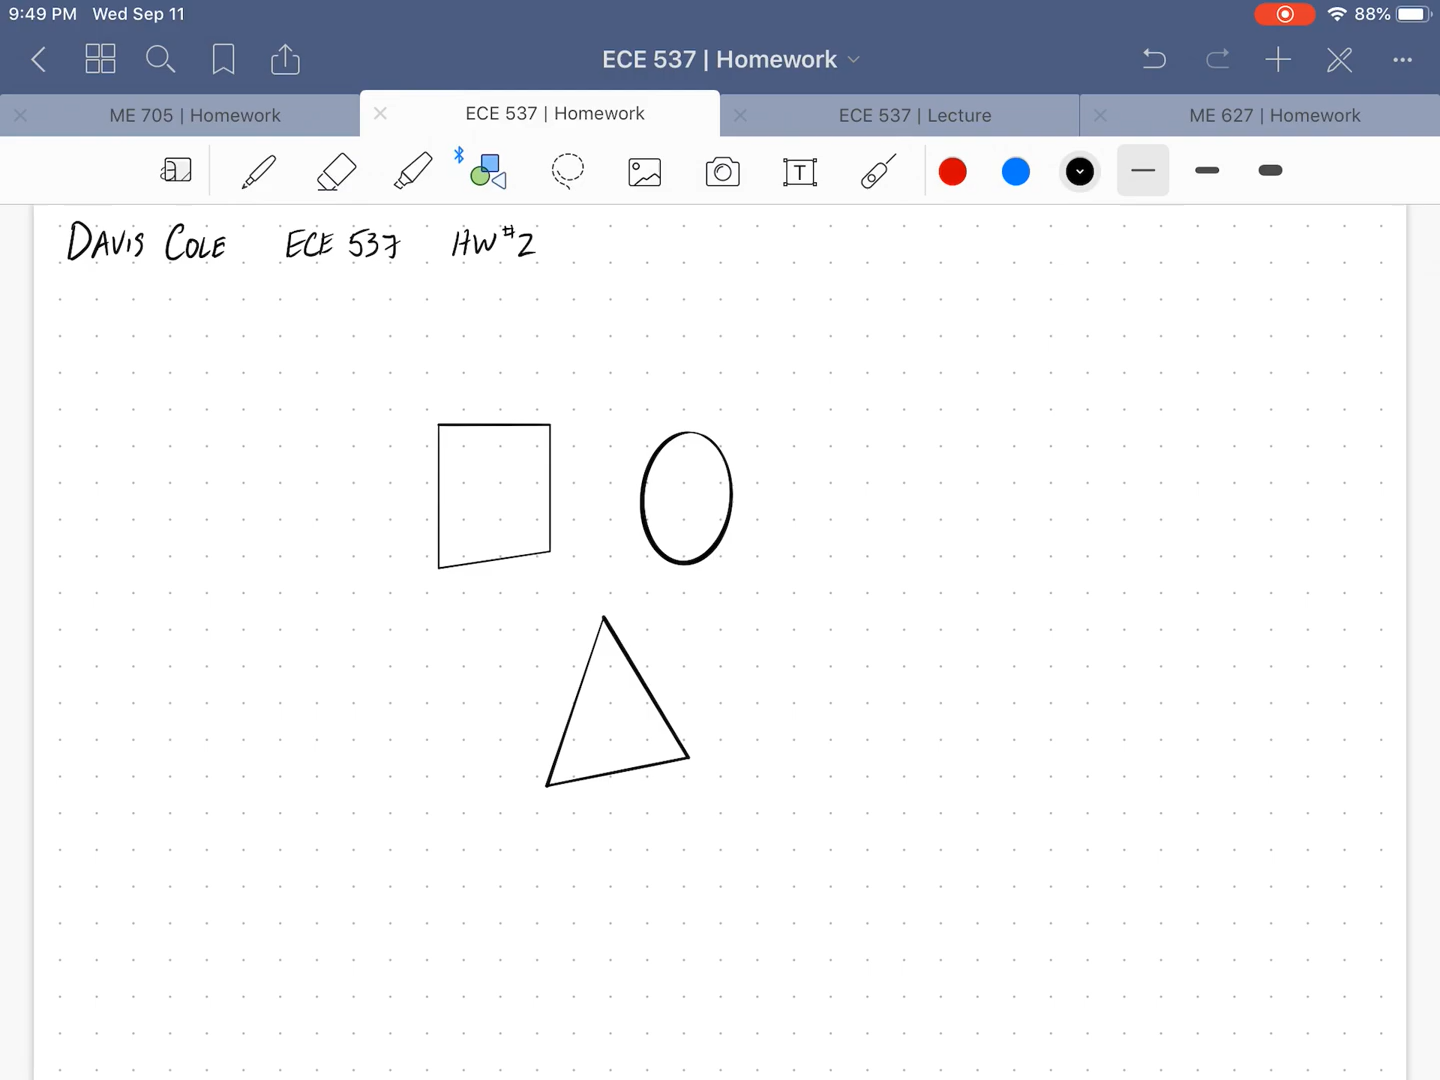 9:49 PM Wed Sep 11 88%
ECE 537 | Homework
ME 705 | Homework ECE 537 | Homework ECE 537 | Lecture ME 627 | Homework
a T
DAVIS COLE ECE 537 HW #2